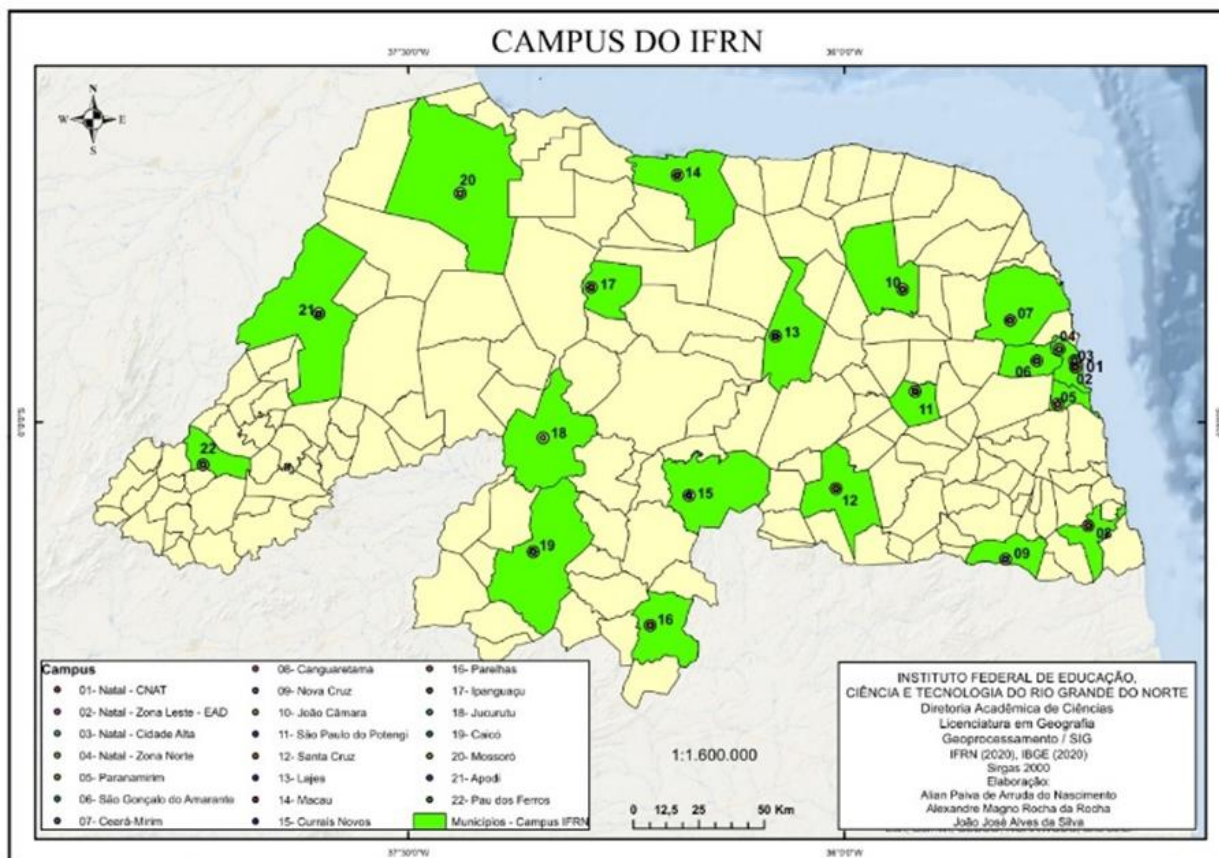 CAMPUS DO IFRN
37°30'0"W
36°0'0"W
N
W
E
S
20
14
10
17
21
07
13
04
03
01
06
02
05
11
18
22
15
12
08
19
09
16
Campus
01- Natal - CNAT
02- Natal - Zona Leste - EAD
03- Natal - Cidade Alta
04- Natal - Zona Norte
05- Paranamirim
06- São Gonçalo do Amarante
07- Ceará-Mirim
08- Canguaretama
09- Nova Cruz
10- João Câmara
11- São Paulo do Potengi
12- Santa Cruz
13- Lajes
14- Macau
15- Currais Novos
16- Parelhas
17- Ipanguaçu
18- Jucurutu
19- Caicó
20- Mossoró
21- Apodi
22- Pau dos Ferros
Municípios - Campus IFRN
1:1.600.000
0 12,5 25 50 Km
INSTITUTO FEDERAL DE EDUCAÇÃO,
CIÊNCIA E TECNOLOGIA DO RIO GRANDE DO NORTE
Diretoria Acadêmica de Ciências
Licenciatura em Geografia
Geoprocessamento / SIG
IFRN (2020), IBGE (2020)
Sirgas 2000
Elaboração:
Alian Paiva de Arruda do Nascimento
Alexandre Magno Rocha da Rocha
João José Alves da Silva
37°30'0"W
36°0'0"W